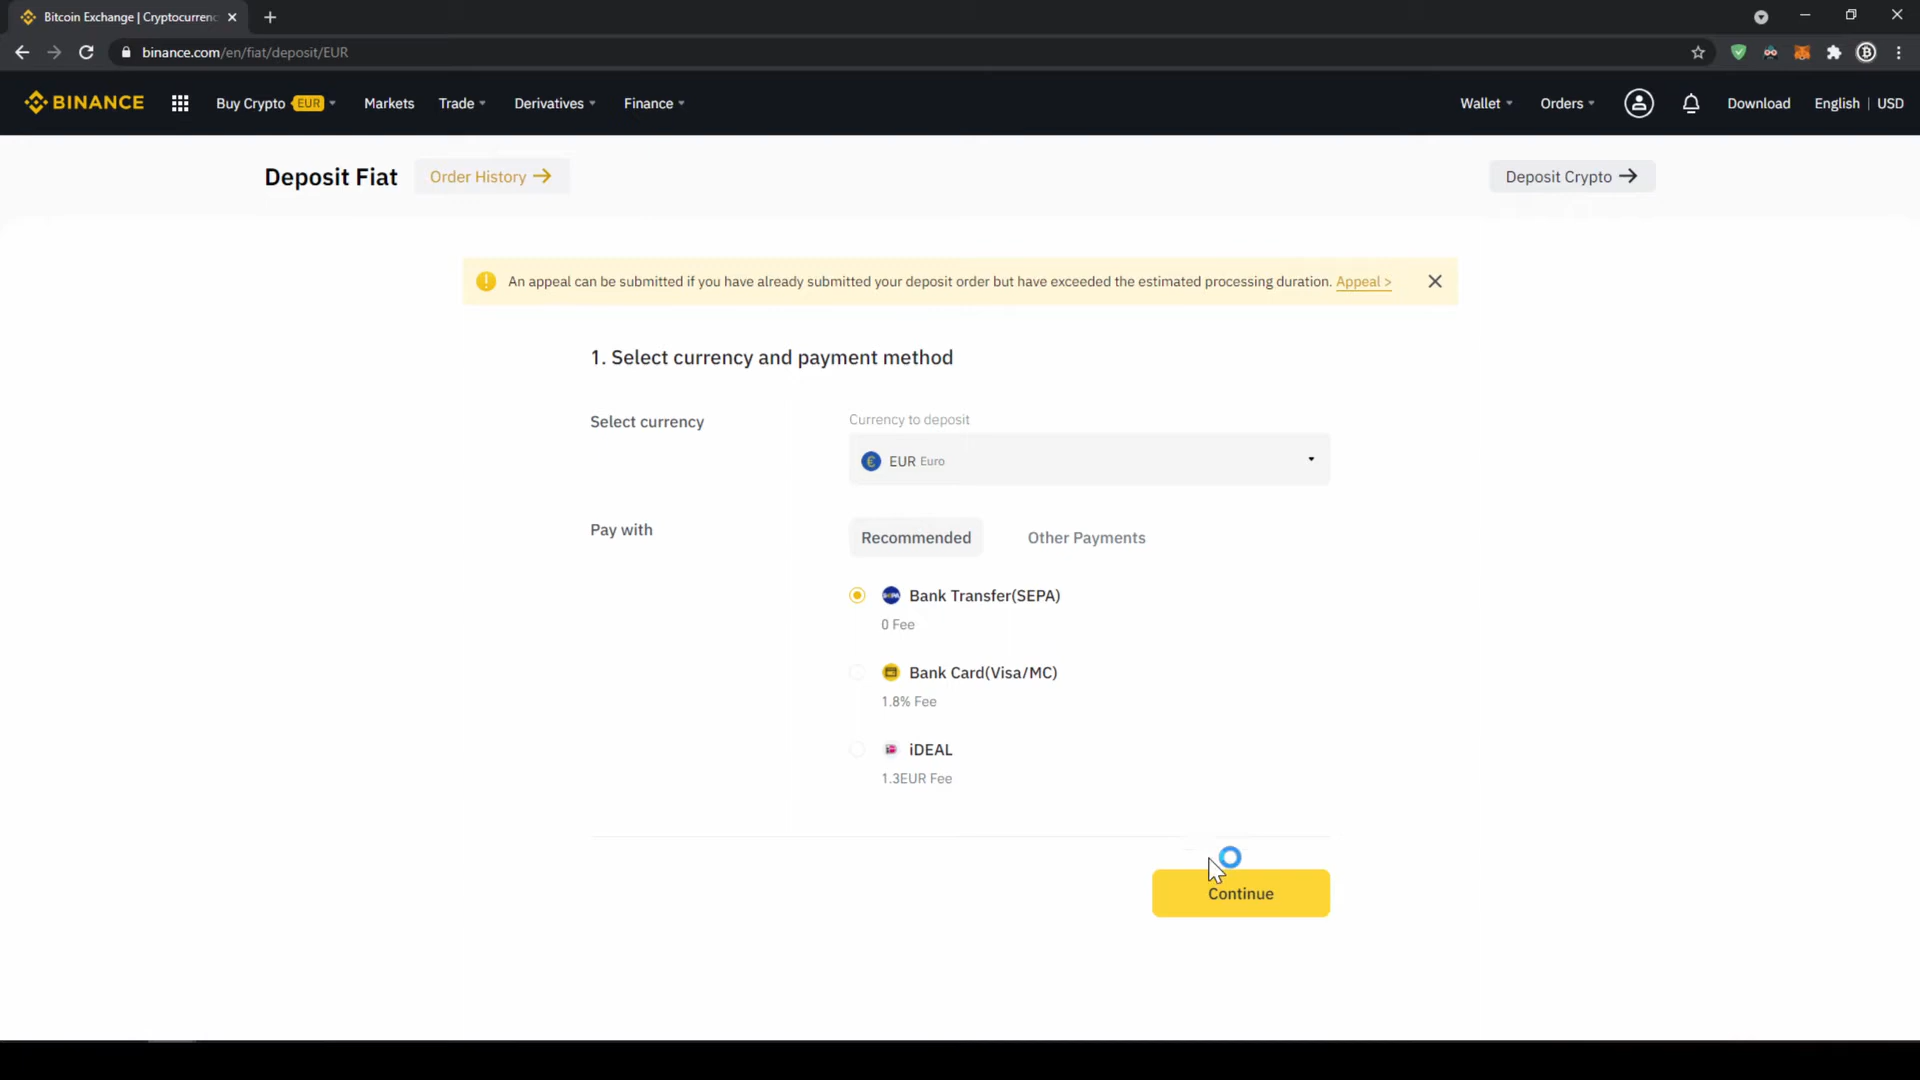 Bitcoin Exchange | Cryptocurrenc
binance.com/en/fiat/deposit/EUR
BINANCE
Buy Crypto EUR
Markets
Trade
Derivatives
Finance
Wallet
Orders
Download
English | USD
Deposit Fiat
Order History →
Deposit Crypto →
An appeal can be submitted if you have already submitted your deposit order but have exceeded the estimated processing duration. Appeal >
1. Select currency and payment method
Select currency
Currency to deposit
EUR Euro
Pay with
Recommended
Other Payments
Bank Transfer(SEPA)
0 Fee
Bank Card(Visa/MC)
1.8% Fee
iDEAL
1.3EUR Fee
Continue